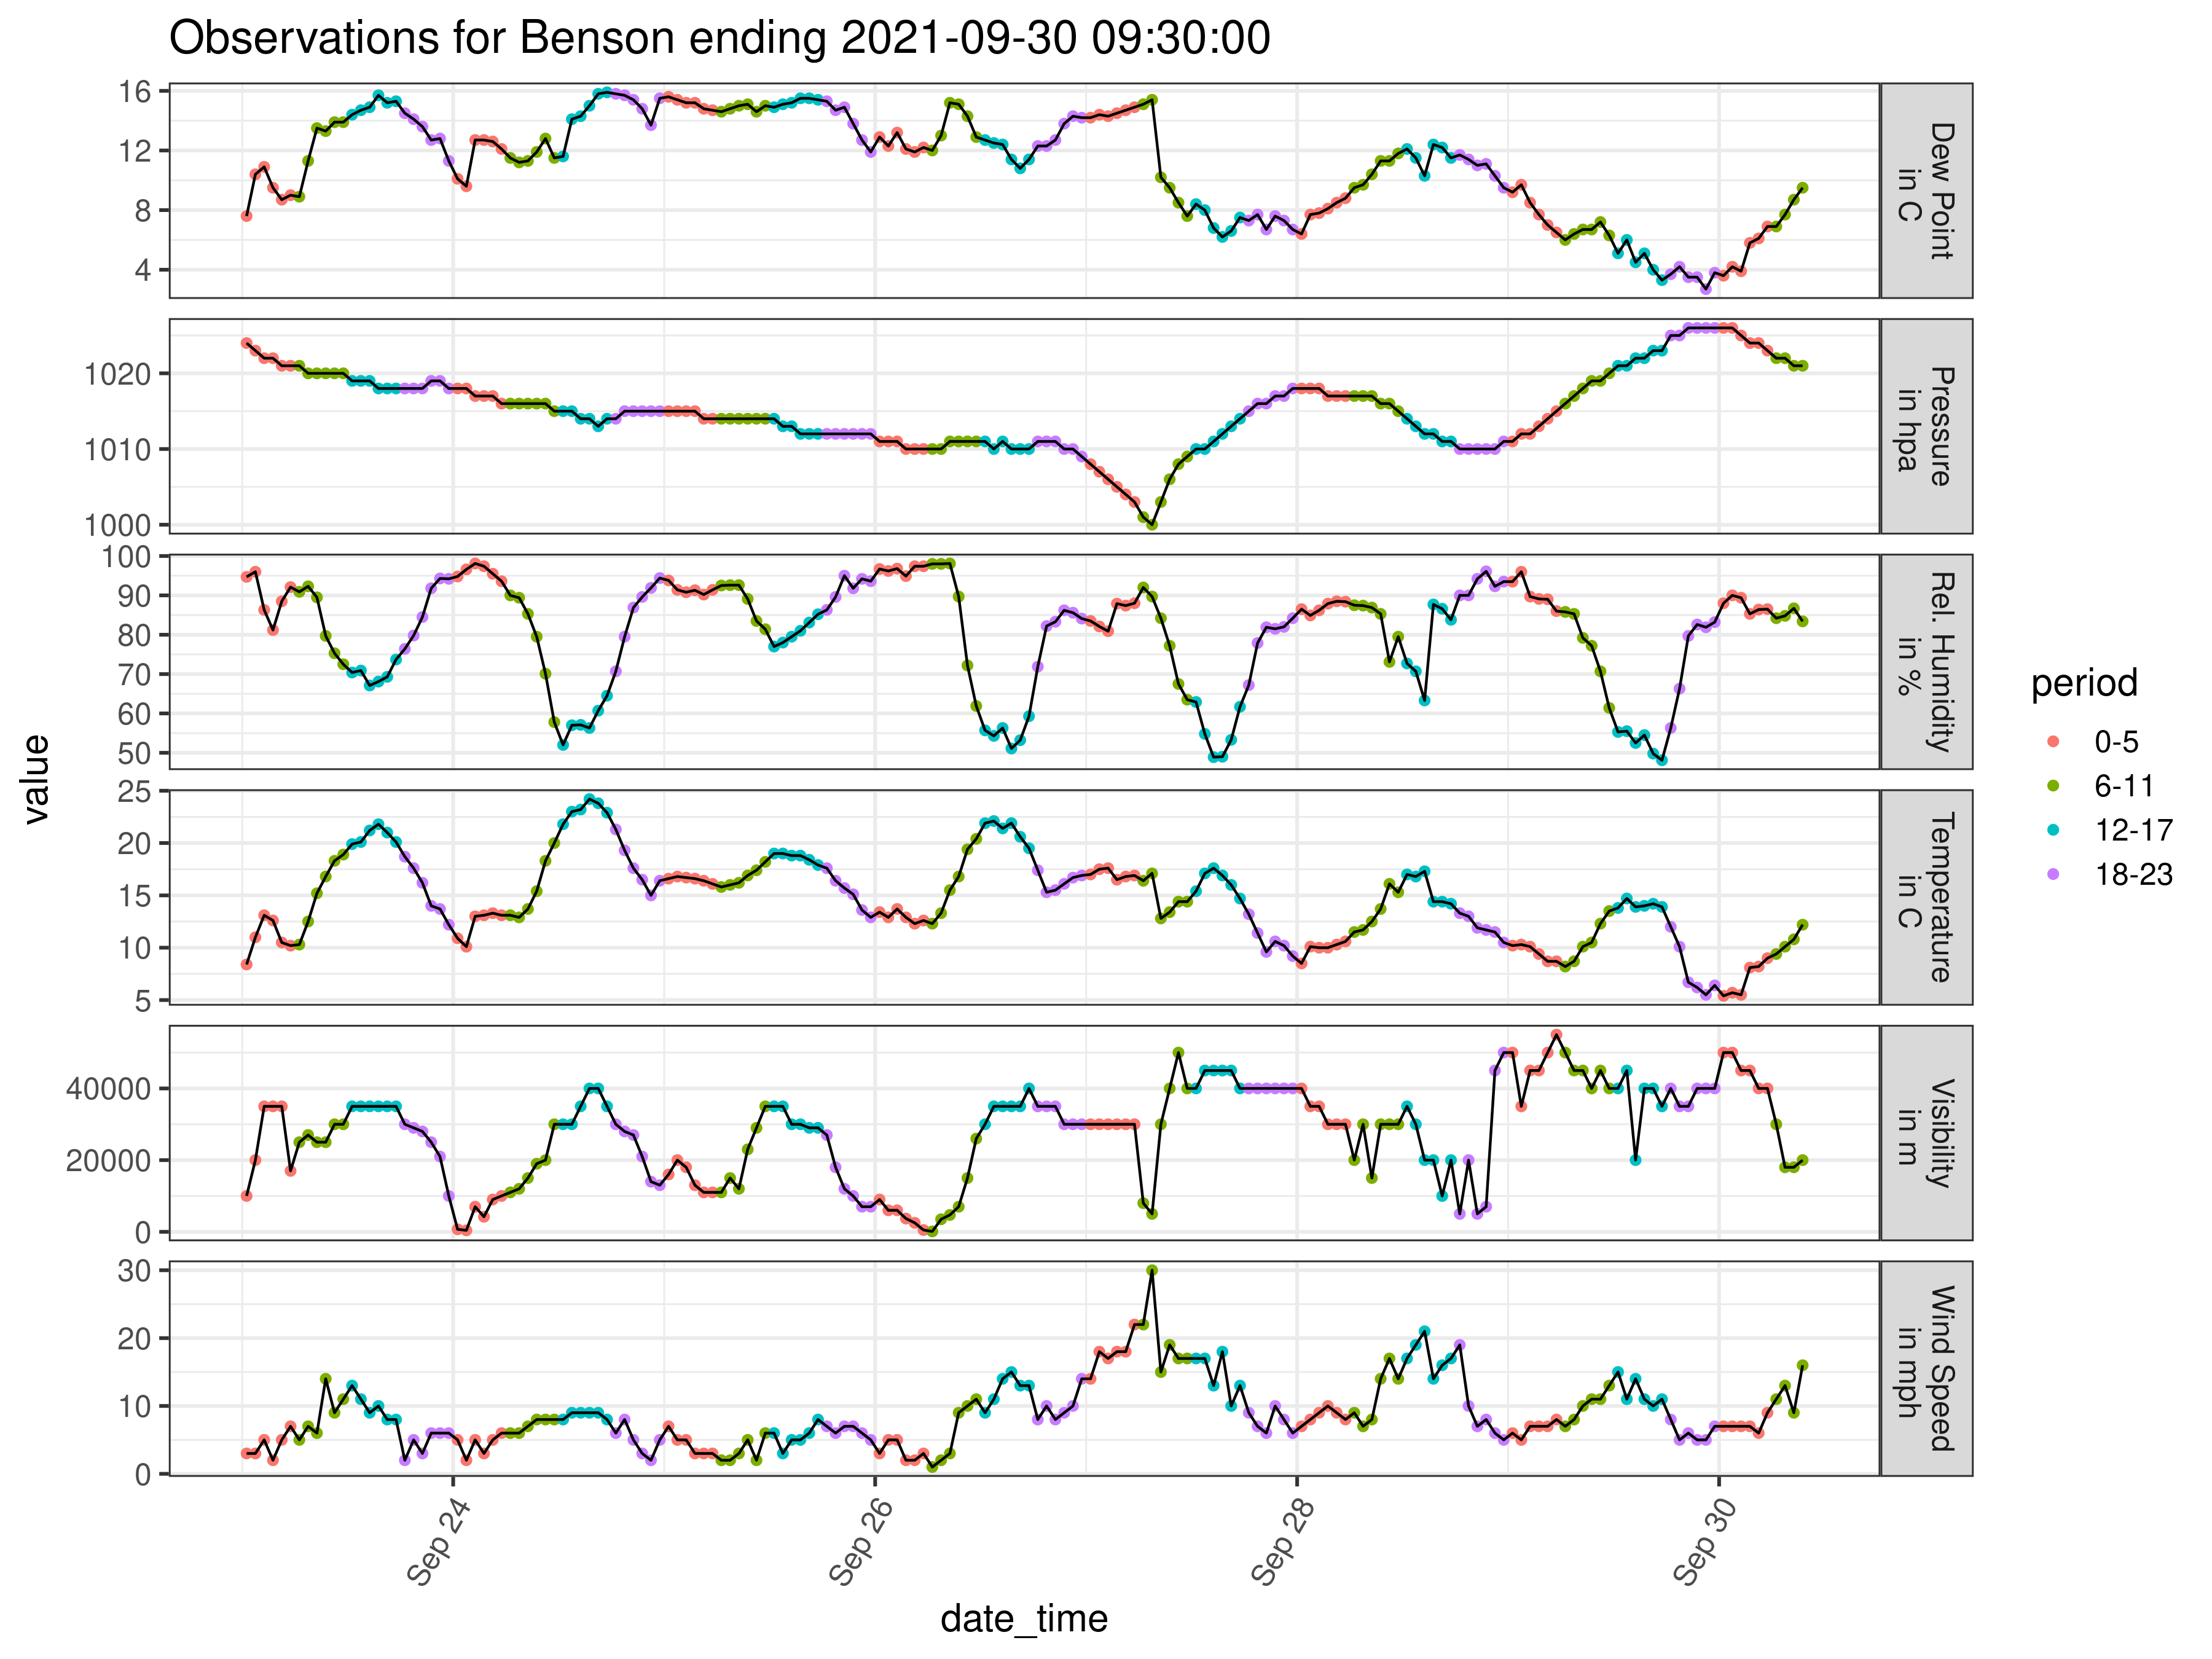 Observations for Benson ending 2021-09-30 09:30:00
value
16
12
8
4
Dew Point
in C
1020
1010
1000
Pressure
in hpa
100
90
80
70
60
50
Rel. Humidity
in %
25
20
15
10
5
Temperature
in C
40000
20000
0
Visibility
in m
30
20
10
0
Wind Speed
in mph
Sep 24
Sep 26
Sep 28
Sep 30
date_time
period
0-5
6-11
12-17
18-23